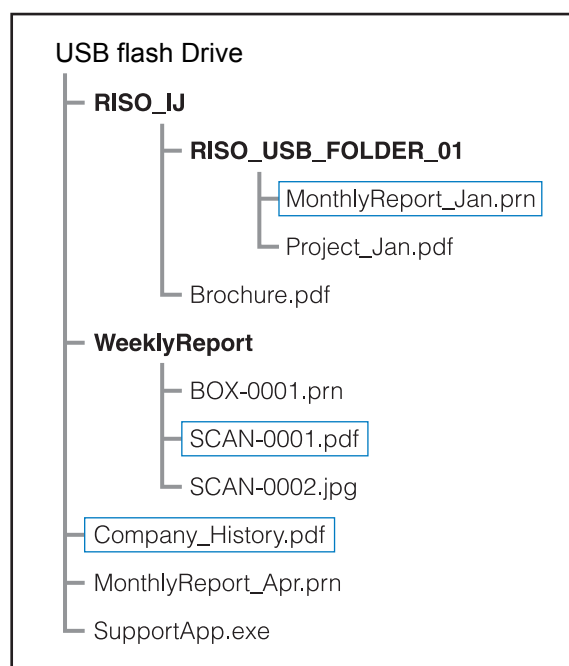 USB flash Drive
RISO_IJ
RISO_USB_FOLDER_01
MonthlyReport_Jan.prn
Project_Jan.pdf
Brochure.pdf
WeeklyReport
BOX-0001.prn
SCAN-0001.pdf
SCAN-0002.jpg
Company_History.pdf
MonthlyReport_Apr.prn
SupportApp.exe